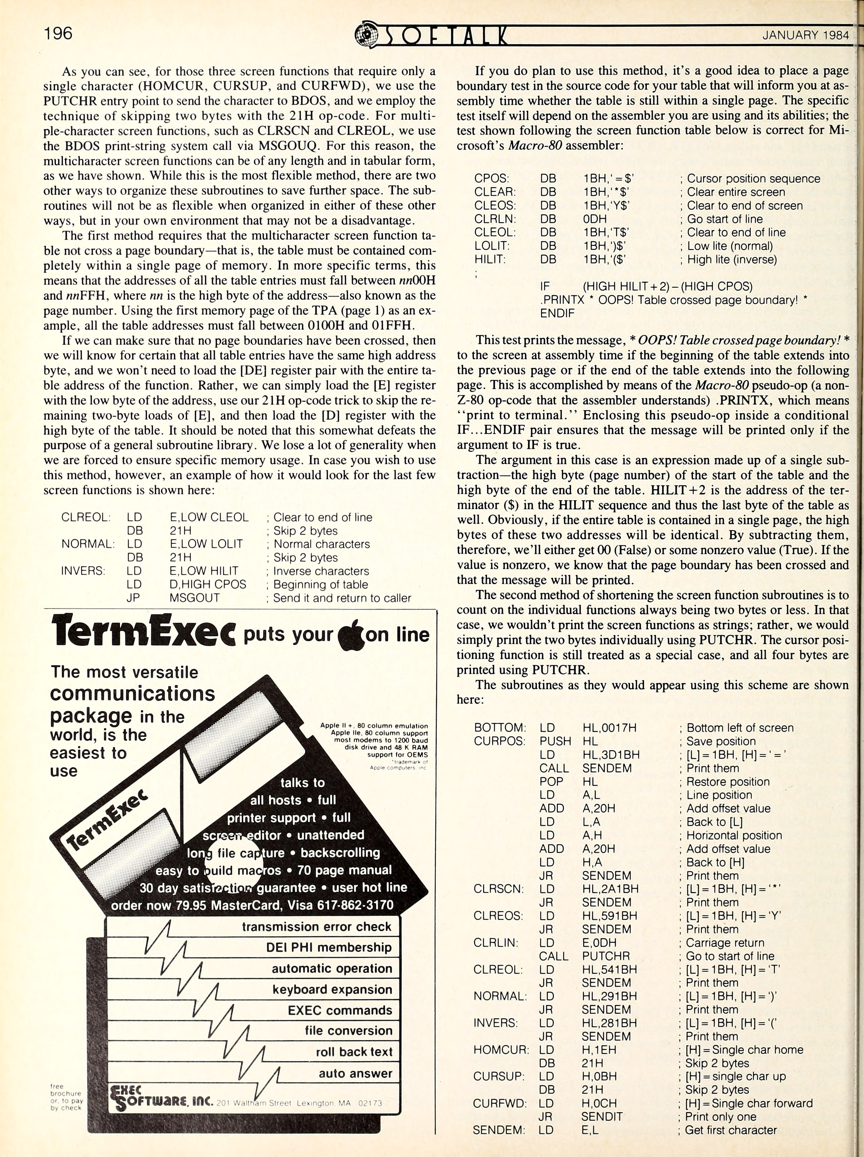 196
SOFTALK
JANUARY 1984
As you can see, for those three screen functions that require only a
single character (HOMCUR, CURSUP, and CURFWD), we use the
PUTCHR entry point to send the character to BDOS, and we employ the
technique of skipping two bytes with the 21H op-code. For multi-
ple-character screen functions, such as CLRSCN and CLREOL, we use
the BDOS print-string system call via MSGOUQ. For this reason, the
multicharacter screen functions can be of any length and in tabular form,
as we have shown. While this is the most flexible method, there are two
other ways to organize these subroutines to save further space. The sub-
routines will not be as flexible when organized in either of these other
ways, but in your own environment that may not be a disadvantage.
The first method requires that the multicharacter screen function ta-
ble not cross a page boundary—that is, the table must be contained com-
pletely within a single page of memory. In more specific terms, this
means that the addresses of all the table entries must fall between nn00H
and nnFFH, where nn is the high byte of the address—also known as the
page number. Using the first memory page of the TPA (page 1) as an ex-
ample, all the table addresses must fall between 0100H and 01FFH.
If we can make sure that no page boundaries have been crossed, then
we will know for certain that all table entries have the same high address
byte, and we won't need to load the [DE] register pair with the entire ta-
ble address of the function. Rather, we can simply load the [E] register
with the low byte of the address, use our 21H op-code trick to skip the re-
maining two-byte loads of [E], and then load the [D] register with the
high byte of the table. It should be noted that this somewhat defeats the
purpose of a general subroutine library. We lose a lot of generality when
we are forced to ensure specific memory usage. In case you wish to use
this method, however, an example of how it would look for the last few
screen functions is shown here:
CLREOL: LD E,LOW CLEOL ; Clear to end of line
DB 21H ; Skip 2 bytes
NORMAL: LD E,LOW LOLIT ; Normal characters
DB 21H ; Skip 2 bytes
INVERS: LD E,LOW HILIT ; Inverse characters
LD D,HIGH CPOS ; Beginning of table
JP MSGOUT ; Send it and return to caller
TermExec puts your on line
The most versatile
communications
package in the
world, is the
easiest to
use
Apple II +, 80 column emulation
Apple IIe, 80 column support
most modems to 1200 baud
disk drive and 48 K RAM
support for OEMS
*trademark of
Apple computers, inc.
TermExec
talks to
all hosts • full
printer support • full
screen editor • unattended
long file capture • backscrolling
easy to build macros • 70 page manual
30 day satisfaction guarantee • user hot line
order now 79.95 MasterCard, Visa 617-862-3170
transmission error check
DEI PHI membership
automatic operation
keyboard expansion
EXEC commands
file conversion
roll back text
auto answer
free
brochure
or, to pay
by check
EXEC
SOFTWARE, INC. 201 Waltham Street Lexington MA 02173
If you do plan to use this method, it's a good idea to place a page
boundary test in the source code for your table that will inform you at as-
sembly time whether the table is still within a single page. The specific
test itself will depend on the assembler you are using and its abilities; the
test shown following the screen function table below is correct for Mi-
crosoft's Macro-80 assembler:
CPOS: DB 1BH,'=$' ; Cursor position sequence
CLEAR: DB 1BH,'*$' ; Clear entire screen
CLEOS: DB 1BH,'Y$' ; Clear to end of screen
CLRLN: DB 0DH ; Go start of line
CLEOL: DB 1BH,'T$' ; Clear to end of line
LOLIT: DB 1BH,')$' ; Low lite (normal)
HILIT: DB 1BH,'($' ; High lite (inverse)
;
IF (HIGH HILIT+2)-(HIGH CPOS)
.PRINTX * OOPS! Table crossed page boundary! *
ENDIF
This test prints the message, * OOPS! Table crossed page boundary! *
to the screen at assembly time if the beginning of the table extends into
the previous page or if the end of the table extends into the following
page. This is accomplished by means of the Macro-80 pseudo-op (a non-
Z-80 op-code that the assembler understands) .PRINTX, which means
"print to terminal." Enclosing this pseudo-op inside a conditional
IF...ENDIF pair ensures that the message will be printed only if the
argument to IF is true.
The argument in this case is an expression made up of a single sub-
traction—the high byte (page number) of the start of the table and the
high byte of the end of the table. HILIT+2 is the address of the ter-
minator ($) in the HILIT sequence and thus the last byte of the table as
well. Obviously, if the entire table is contained in a single page, the high
bytes of these two addresses will be identical. By subtracting them,
therefore, we'll either get 00 (False) or some nonzero value (True). If the
value is nonzero, we know that the page boundary has been crossed and
that the message will be printed.
The second method of shortening the screen function subroutines is to
count on the individual functions always being two bytes or less. In that
case, we wouldn't print the screen functions as strings; rather, we would
simply print the two bytes individually using PUTCHR. The cursor posi-
tioning function is still treated as a special case, and all four bytes are
printed using PUTCHR.
The subroutines as they would appear using this scheme are shown
here:
BOTTOM: LD HL,0017H ; Bottom left of screen
CURPOS: PUSH HL ; Save position
LD HL,3D1BH ; [L]=1BH, [H]='='
CALL SENDEM ; Print them
POP HL ; Restore position
LD A,L ; Line position
ADD A,20H ; Add offset value
LD L,A ; Back to [L]
LD A,H ; Horizontal position
ADD A,20H ; Add offset value
LD H,A ; Back to [H]
JR SENDEM ; Print them
CLRSCN: LD HL,2A1BH ; [L]=1BH, [H]='*'
JR SENDEM ; Print them
CLREOS: LD HL,591BH ; [L]=1BH, [H]='Y'
JR SENDEM ; Print them
CLRLIN: LD E,0DH ; Carriage return
CALL PUTCHR ; Go to start of line
CLREOL: LD HL,541BH ; [L]=1BH, [H]='T'
JR SENDEM ; Print them
NORMAL: LD HL,291BH ; [L]=1BH, [H]=')'
JR SENDEM ; Print them
INVERS: LD HL,281BH ; [L]=1BH, [H]='('
JR SENDEM ; Print them
HOMCUR: LD H,1EH ; [H]=Single char home
DB 21H ; Skip 2 bytes
CURSUP: LD H,0BH ; [H]=single char up
DB 21H ; Skip 2 bytes
CURFWD: LD H,0CH ; [H]=Single char forward
JR SENDIT ; Print only one
SENDEM: LD E,L ; Get first character